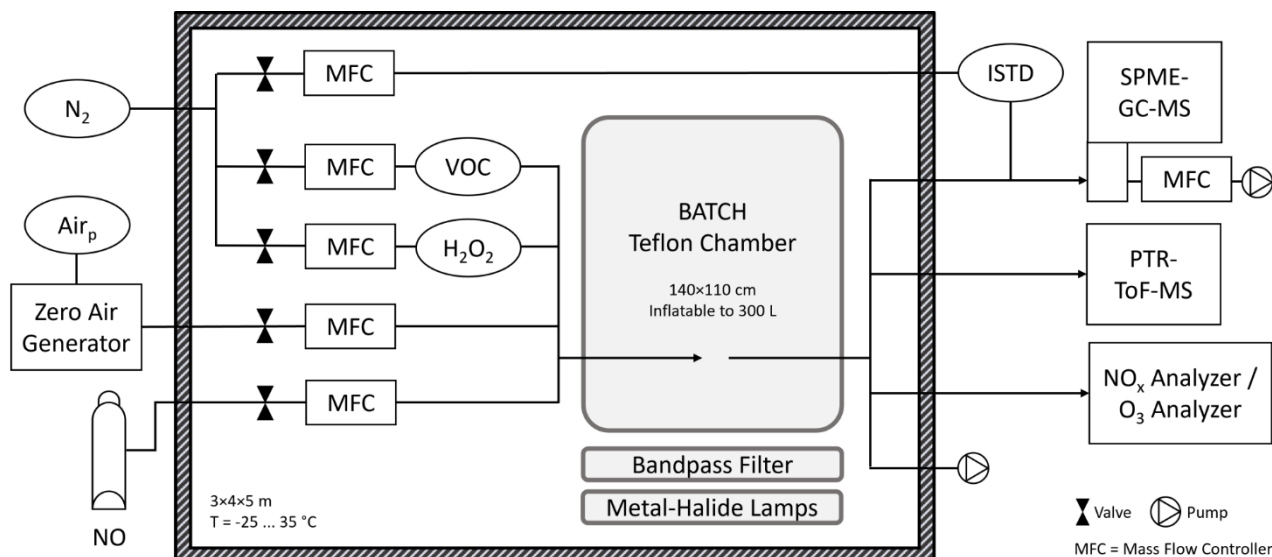 N₂
MFC
ISTD
SPME-
GC-MS
MFC
VOC
MFC
Airₚ
MFC
H₂O₂
BATCH
Teflon Chamber
140×110 cm
Inflatable to 300 L
PTR-
ToF-MS
Zero Air
Generator
MFC
MFC
NOₓ Analyzer /
O₃ Analyzer
Bandpass Filter
Metal-Halide Lamps
3×4×5 m
T = -25 ... 35 °C
NO
Valve
Pump
MFC = Mass Flow Controller